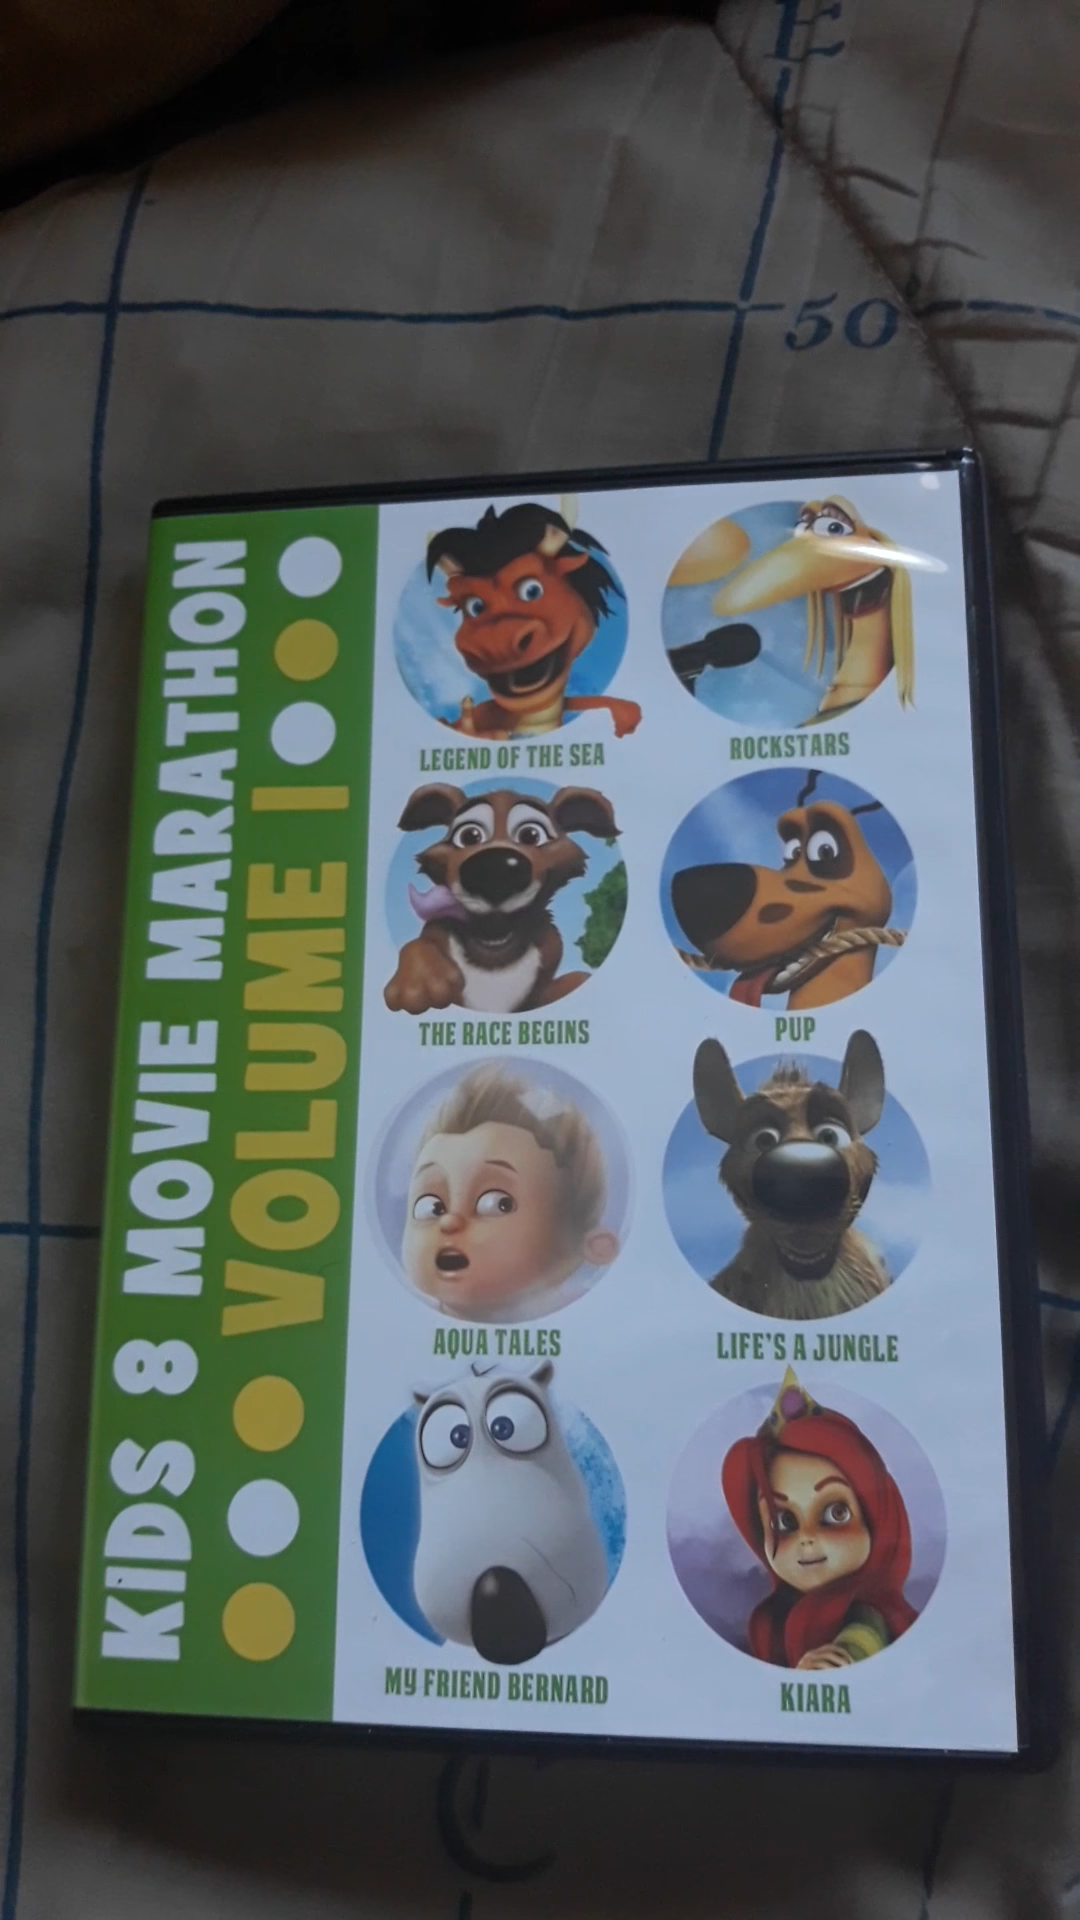 E
50
KIDS 8 MOVIE MARATHON
VOLUME I
LEGEND OF THE SEA
ROCKSTARS
THE RACE BEGINS
PUP
AQUA TALES
LIFE'S A JUNGLE
MY FRIEND BERNARD
KIARA